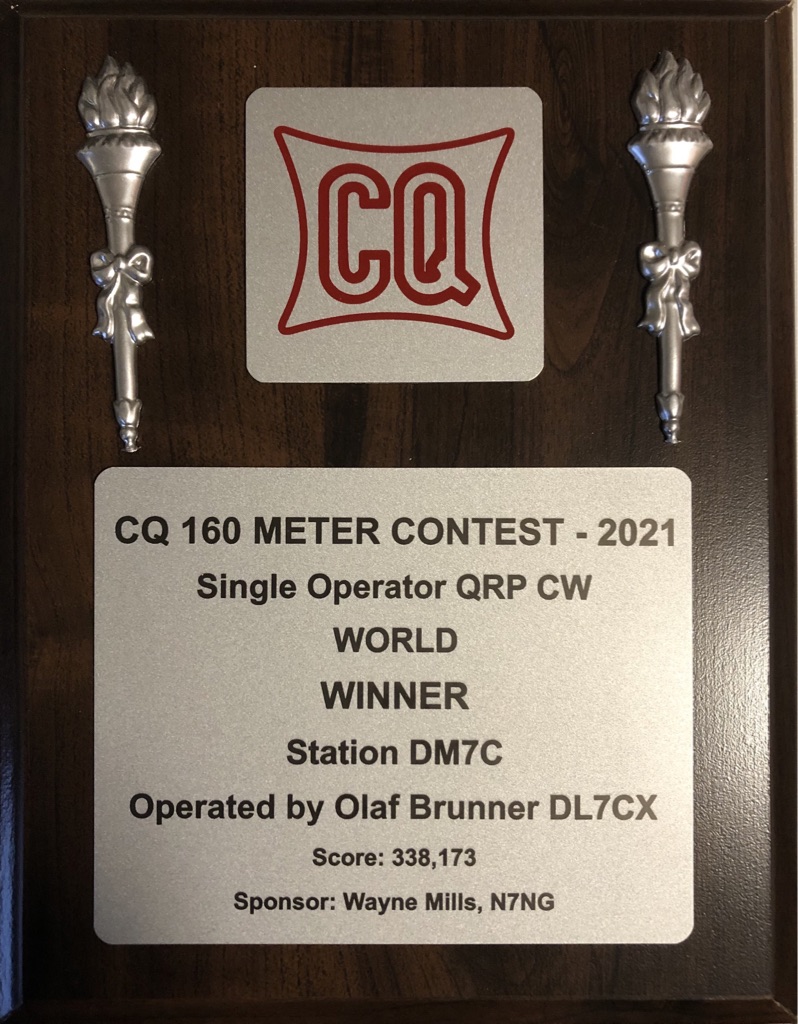 CQ
CQ 160 METER CONTEST - 2021
Single Operator QRP CW
WORLD
WINNER
Station DM7C
Operated by Olaf Brunner DL7CX
Score: 338,173
Sponsor: Wayne Mills, N7NG